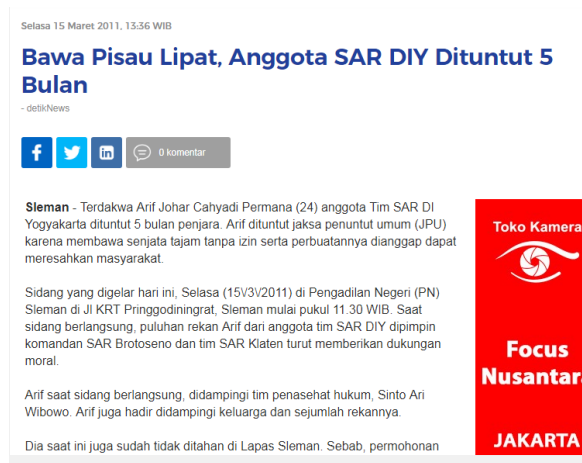 Selasa 15 Maret 2011, 13:36 WIB
Bawa Pisau Lipat, Anggota SAR DIY Dituntut 5
Bulan
- detikNews
0 komentar
Sleman - Terdakwa Arif Johar Cahyadi Permana (24) anggota Tim SAR DI
Yogyakarta dituntut 5 bulan penjara. Arif dituntut jaksa penuntut umum (JPU)
karena membawa senjata tajam tanpa izin serta perbuatannya dianggap dapat
meresahkan masyarakat.
Sidang yang digelar hari ini, Selasa (15\/3\/2011) di Pengadilan Negeri (PN)
Sleman di Jl KRT Pringgodiningrat, Sleman mulai pukul 11.30 WIB. Saat
sidang berlangsung, puluhan rekan Arif dari anggota tim SAR DIY dipimpin
komandan SAR Brotoseno dan tim SAR Klaten turut memberikan dukungan
moral.
Arif saat sidang berlangsung, didampingi tim penasehat hukum, Sinto Ari
Wibowo. Arif juga hadir didampingi keluarga dan sejumlah rekannya.
Dia saat ini juga sudah tidak ditahan di Lapas Sleman. Sebab, permohonan
Toko Kamera
Focus
Nusantara
JAKARTA